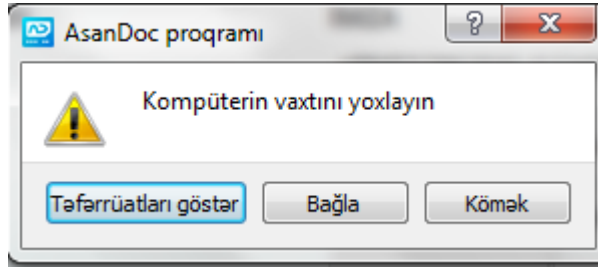 AsanDoc proqramı
Kompüterin vaxtını yoxlayın
Təfərrüatları göstər Bağla Kömək